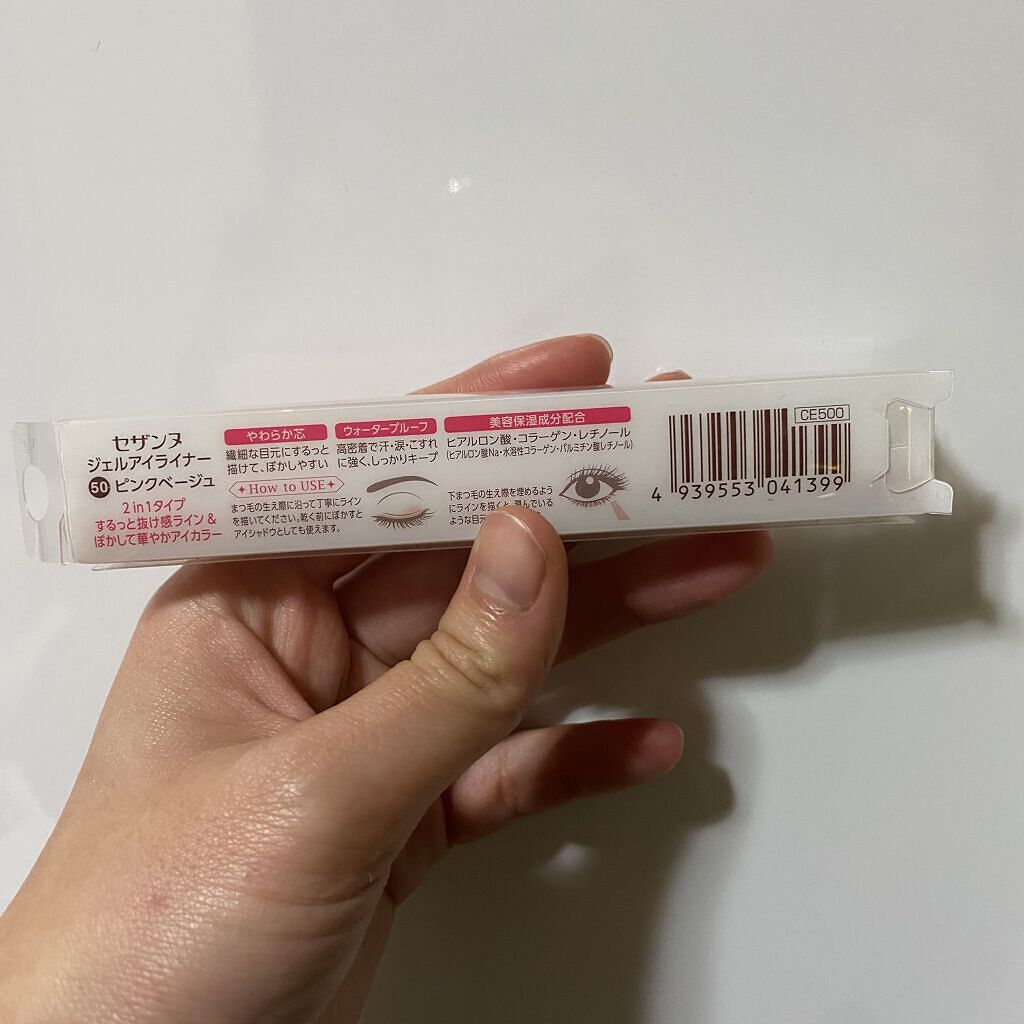 セザンヌ
ジェルアイライナー
50 ピンクベージュ
2in1タイプ
するっと抜け感ライン&
ぼかして華やかアイカラー
やわらか芯
繊細な目元にするっと
描けて、ぼかしやすい
ウォータープルーフ
高密着で汗・涙・こすれ
に強く、しっかりキープ
美容保湿成分配合
ヒアルロン酸・コラーゲン・レチノール
(ヒアルロン酸Na・水溶性コラーゲン・パルミチン酸レチノール)
How to USE
まつ毛の生え際に沿って丁寧にライン
を描いてください。乾く前にぼかすと
アイシャドウとしても使えます。
下まつ毛の生え際を埋めるよう
にラインを描くと、潤んでいる
ような目元
CE500
4 939553 041399